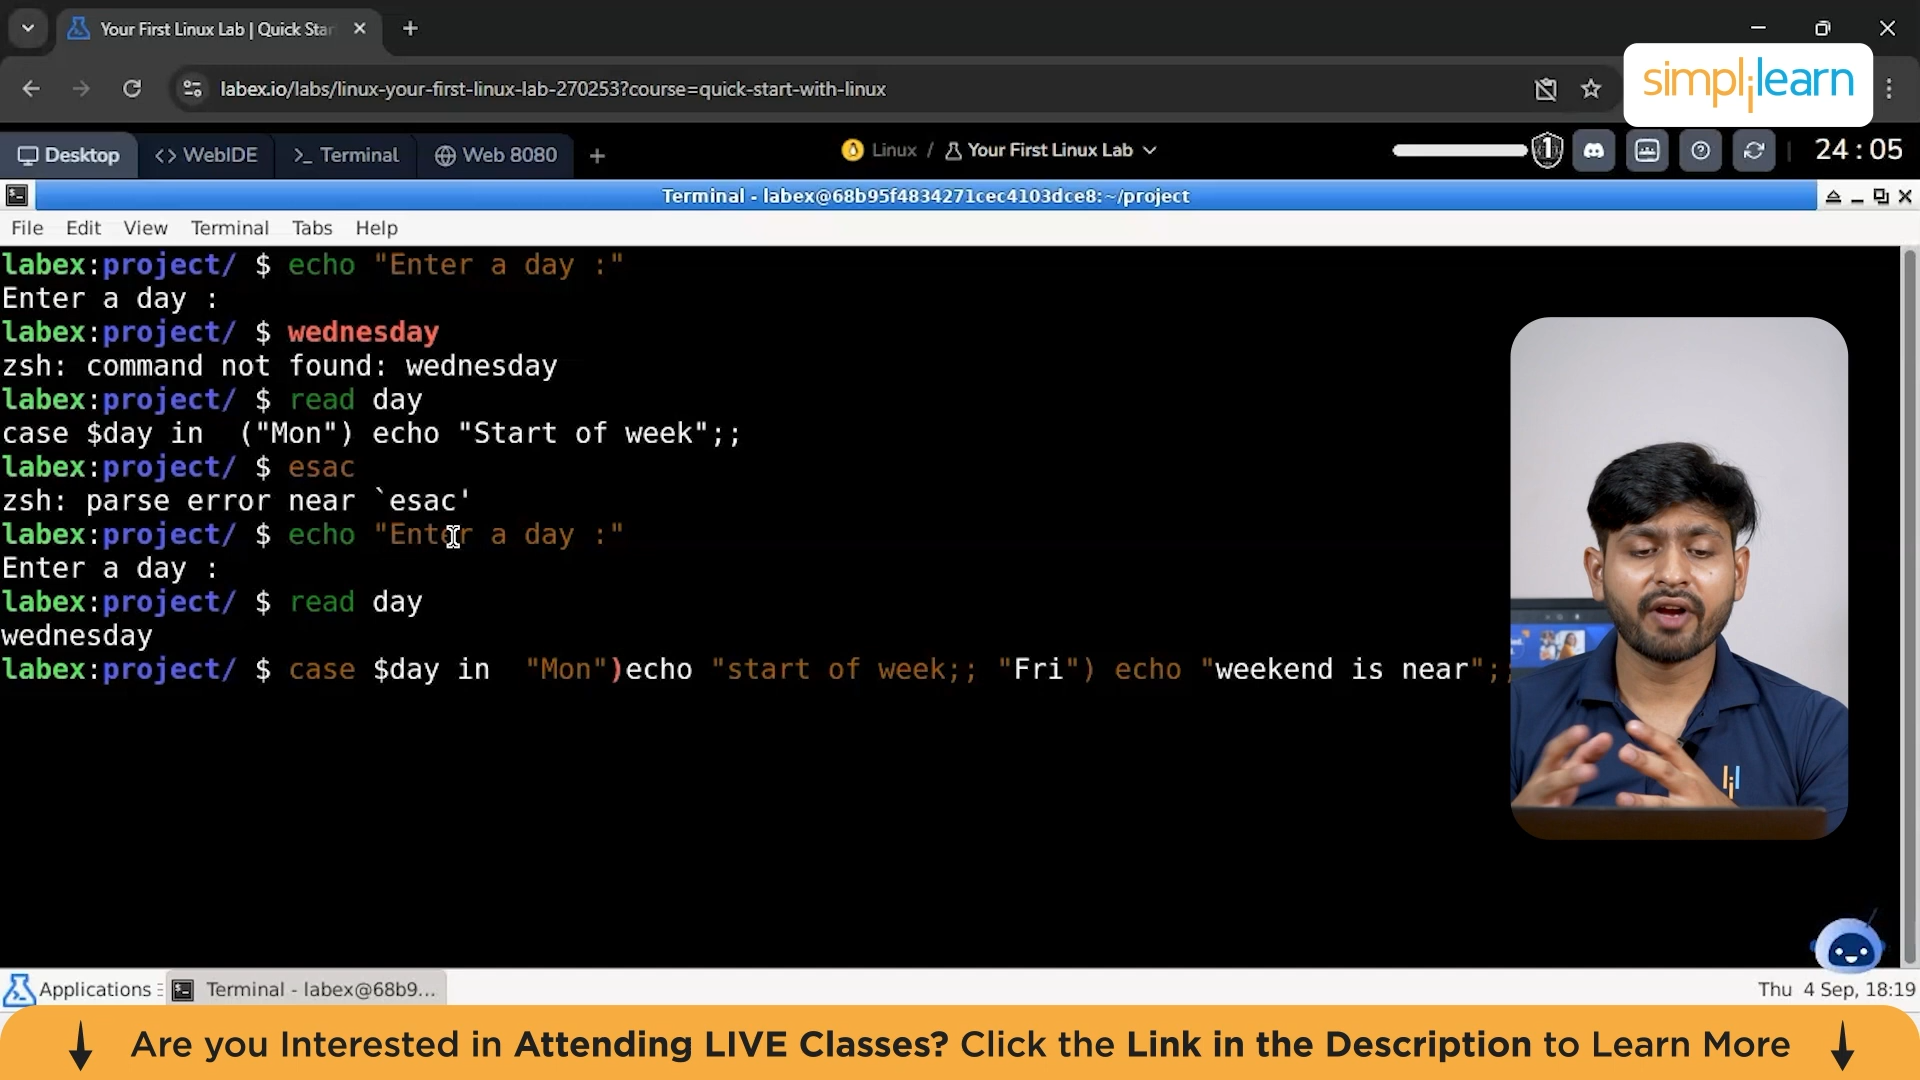 Your First Linux Lab | Quick Star
labex.io/labs/linux-your-first-linux-lab-270253?course=quick-start-with-linux
simplilearn
Desktop
<> WebIDE
>_ Terminal
Web 8080
Linux / Your First Linux Lab
1
24 : 05
Terminal - labex@68b95f4834271cec4103dce8:~/project
File Edit View Terminal Tabs Help
labex:project/ $ echo "Enter a day :"
Enter a day :
labex:project/ $ wednesday
zsh: command not found: wednesday
labex:project/ $ read day
case $day in  ("Mon") echo "Start of week";;
labex:project/ $ esac
zsh: parse error near `esac'
labex:project/ $ echo "Enter a day :"
Enter a day :
labex:project/ $ read day
wednesday
labex:project/ $ case $day in  "Mon")echo "start of week;; "Fri") echo "weekend is near";;
Applications
Terminal - labex@68b9...
Thu 4 Sep, 18:19
Are you Interested in Attending LIVE Classes? Click the Link in the Description to Learn More